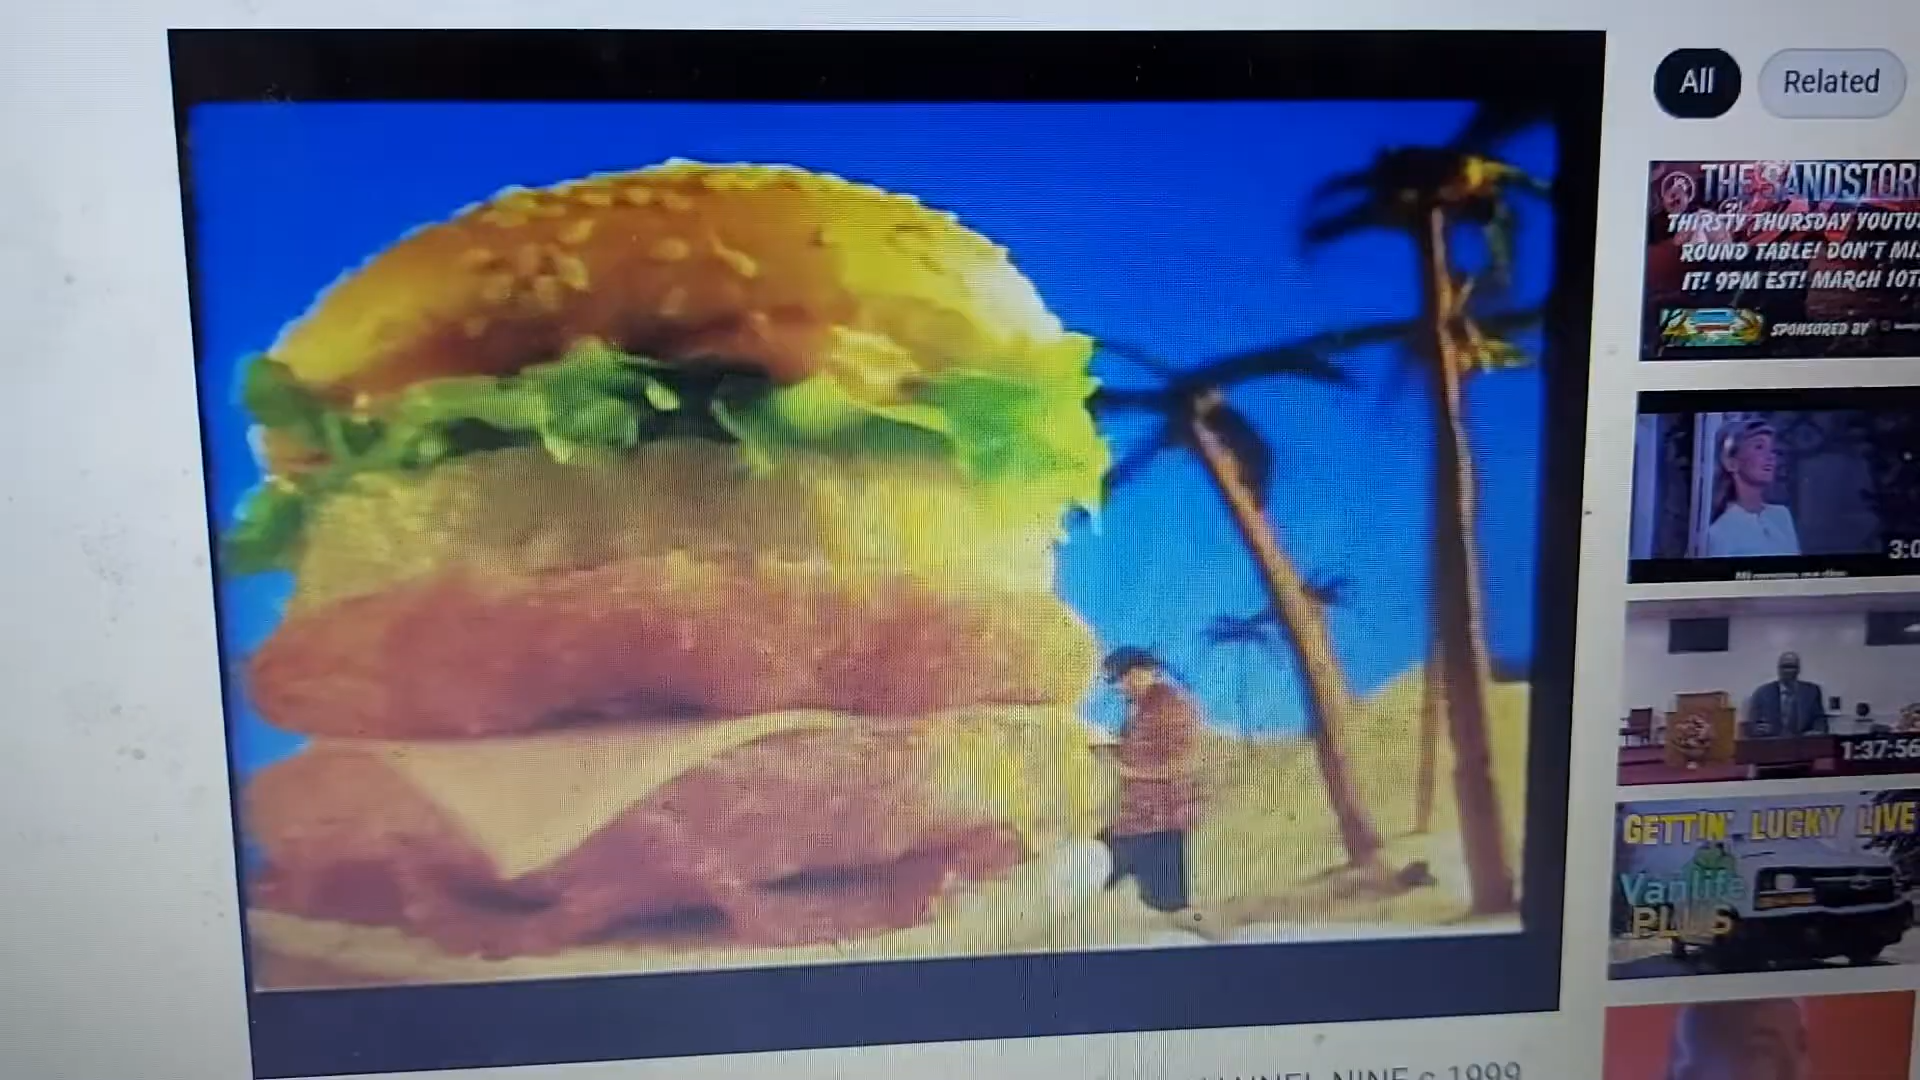 All
Related
THE SANDSTOR
THIRSTY THURSDAY YOUTU
ROUND TABLE! DON'T MI
IT! 9PM EST! MARCH 10T
SPONSORED BY
3:0
1:37:56
GETTIN' LUCKY LIVE
Vanlife
PLUS
NINE c 1999